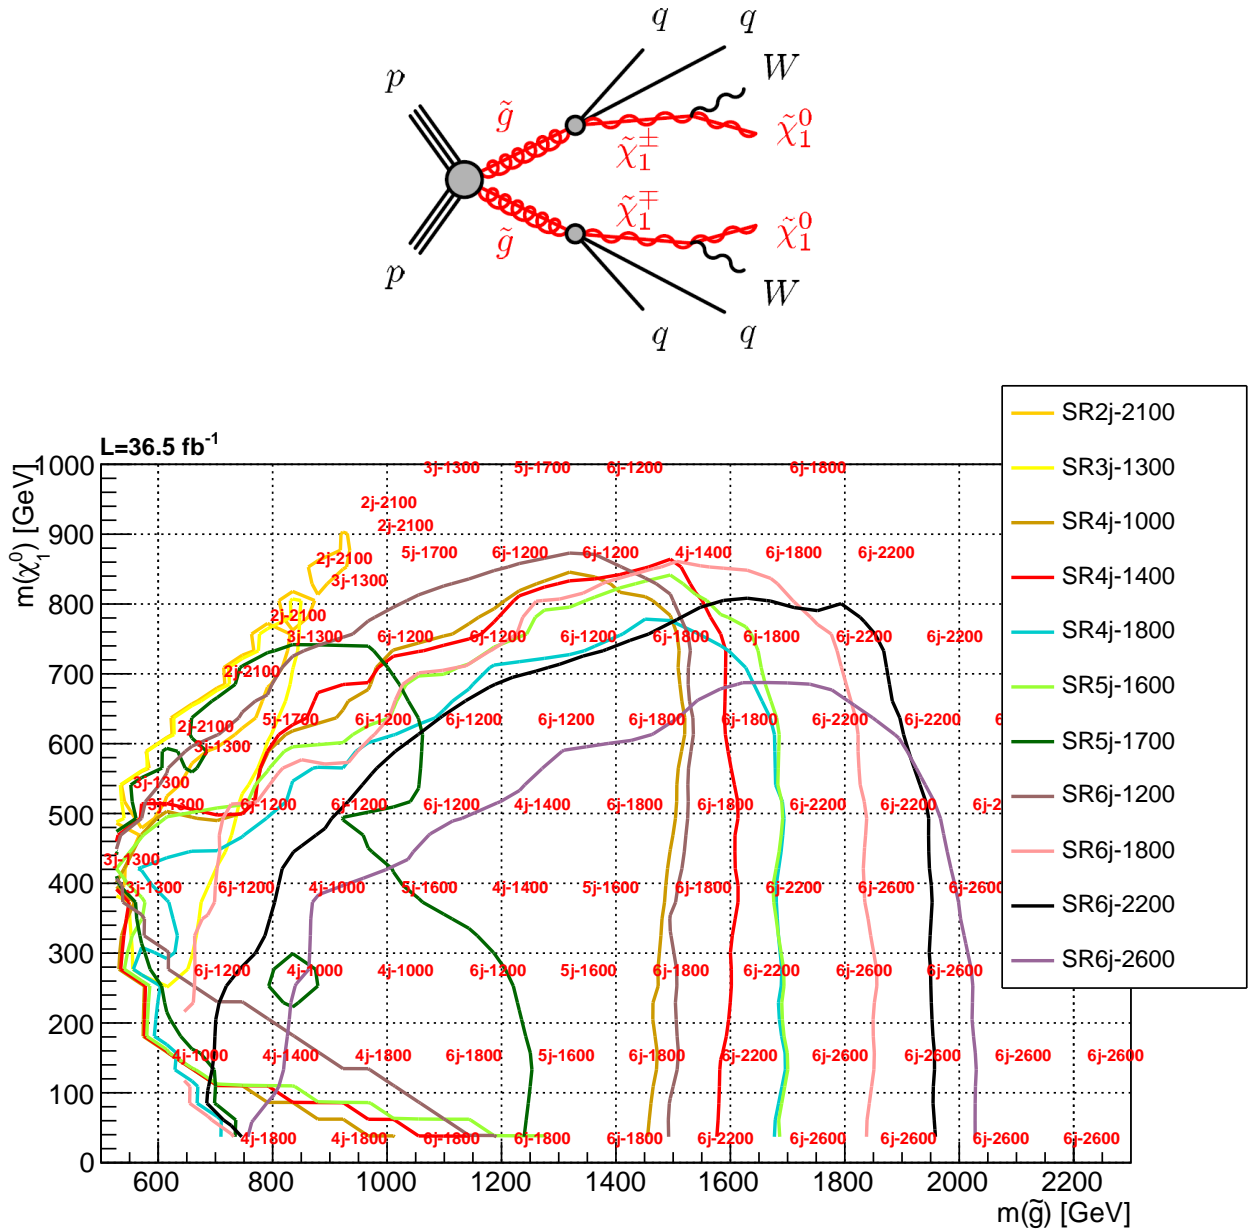 q q
p W
g̃ χ̃₁⁰
χ̃₁±
χ̃₁∓
g̃ χ̃₁⁰
p W
q q
L=36.5 fb⁻¹
SR2j-2100
SR3j-1300
SR4j-1000
SR4j-1400
SR4j-1800
SR5j-1600
SR5j-1700
SR6j-1200
SR6j-1800
SR6j-2200
SR6j-2600
m(χ̃₁⁰) [GeV]
1000
900
800
700
600
500
400
300
200
100
0
3j-1300 5j-1700 6j-1200 6j-1800
2j-2100
2j-2100
2j-2100 5j-1700 6j-1200 6j-1200 4j-1400 6j-1800 6j-2200
3j-1300
2j-2100
3j-1300 6j-1200 6j-1200 6j-1200 6j-1800 6j-1800 6j-2200 6j-2200
2j-2100
2j-2100 5j-1700 6j-1200 6j-1200 6j-1200 6j-1800 6j-1800 6j-2200 6j-2200 6
3j-1300
3j-1300
3j-1300 6j-1200 6j-1200 6j-1200 4j-1400 6j-1800 6j-1800 6j-2200 6j-2200 6j-2
3j-1300
3j-1300 6j-1200 4j-1000 5j-1600 4j-1400 5j-1600 6j-1800 6j-2200 6j-2600 6j-2600
6j-1200 4j-1000 4j-1000 6j-1200 5j-1600 6j-1800 6j-2200 6j-2600 6j-2600
4j-1000 4j-1400 4j-1800 6j-1800 5j-1600 6j-1800 6j-2200 6j-2600 6j-2600 6j-2600 6j-2600
4j-1800 4j-1800 6j-1800 6j-1800 6j-1800 6j-2200 6j-2600 6j-2600 6j-2600 6j-2600
600 800 1000 1200 1400 1600 1800 2000 2200
m(g̃) [GeV]